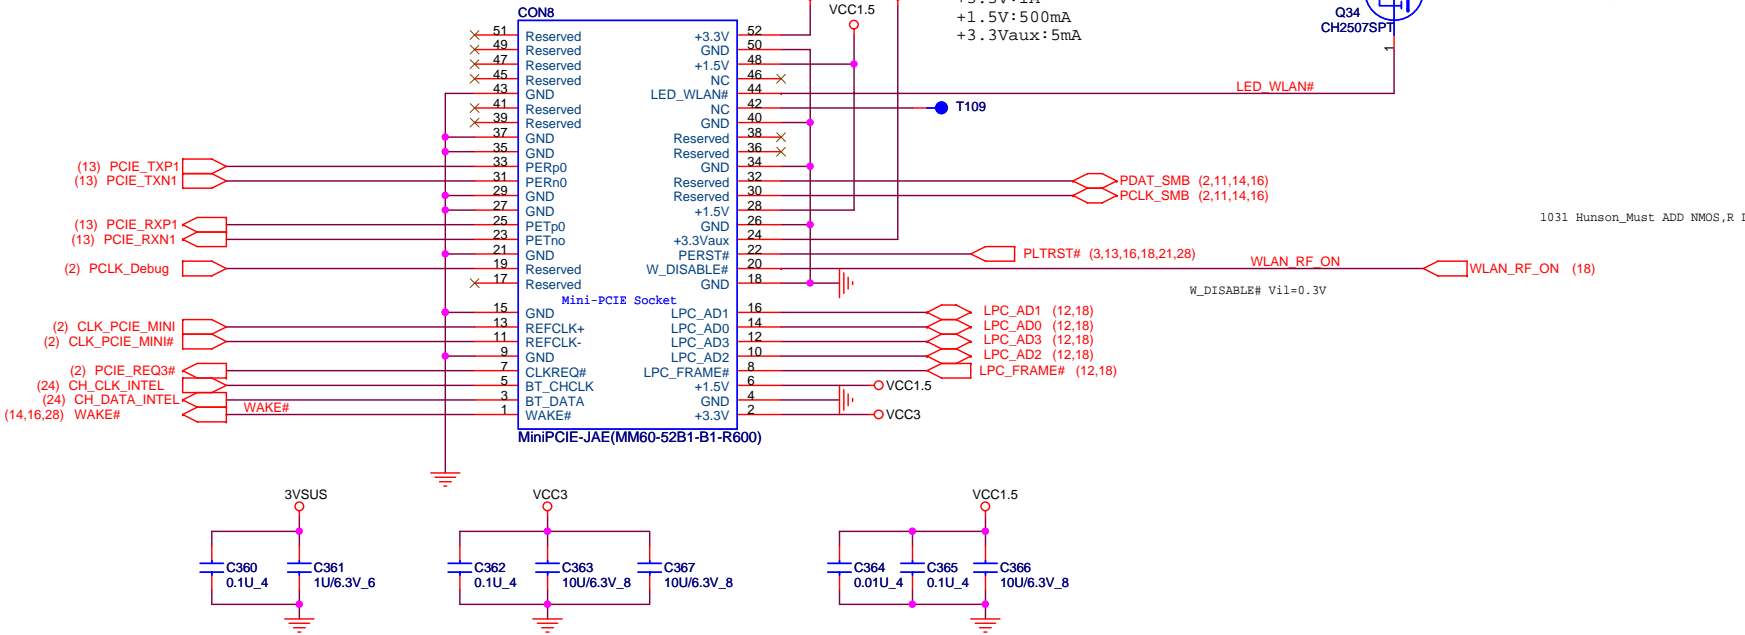 CON8
VCC1.5
+1.5V:500mA
+3.3Vaux:5mA
Q34
CH2507SPT
1
51 Reserved +3.3V 52
49 Reserved GND 50
47 Reserved +1.5V 48
45 Reserved NC 46
43 GND LED_WLAN# 44 LED_WLAN#
41 Reserved NC 42 T109
39 Reserved GND 40
37 GND Reserved 38
35 GND Reserved 36
(13) PCIE_TXP1 33 PERp0 GND 34
(13) PCIE_TXN1 31 PERn0 Reserved 32 PDAT_SMB (2,11,14,16)
29 GND Reserved 30 PCLK_SMB (2,11,14,16)
27 GND +1.5V 28
(13) PCIE_RXP1 25 PETp0 GND 26
(13) PCIE_RXN1 23 PETno +3.3Vaux 24
1031 Hunson_Must ADD NMOS,R
21 GND PERST# 22 PLTRST# (3,13,16,18,21,28)
(2) PCLK_Debug 19 Reserved W_DISABLE# 20 WLAN_RF_ON WLAN_RF_ON (18)
17 Reserved GND 18
W_DISABLE# Vil=0.3V
Mini-PCIE Socket
15 GND LPC_AD1 16 LPC_AD1 (12,18)
(2) CLK_PCIE_MINI 13 REFCLK+ LPC_AD0 14 LPC_AD0 (12,18)
(2) CLK_PCIE_MINI# 11 REFCLK- LPC_AD3 12 LPC_AD3 (12,18)
9 GND LPC_AD2 10 LPC_AD2 (12,18)
(2) PCIE_REQ3# 7 CLKREQ# LPC_FRAME# 8 LPC_FRAME# (12,18)
(24) CH_CLK_INTEL 5 BT_CHCLK +1.5V 6 VCC1.5
(24) CH_DATA_INTEL 3 BT_DATA GND 4
(14,16,28) WAKE# WAKE# 1 WAKE# +3.3V 2 VCC3
MiniPCIE-JAE(MM60-52B1-B1-R600)
3VSUS VCC3 VCC1.5
C360 C361 C362 C363 C367 C364 C365 C366
0.1U_4 1U/6.3V_6 0.1U_4 10U/6.3V_8 10U/6.3V_8 0.01U_4 0.1U_4 10U/6.3V_8